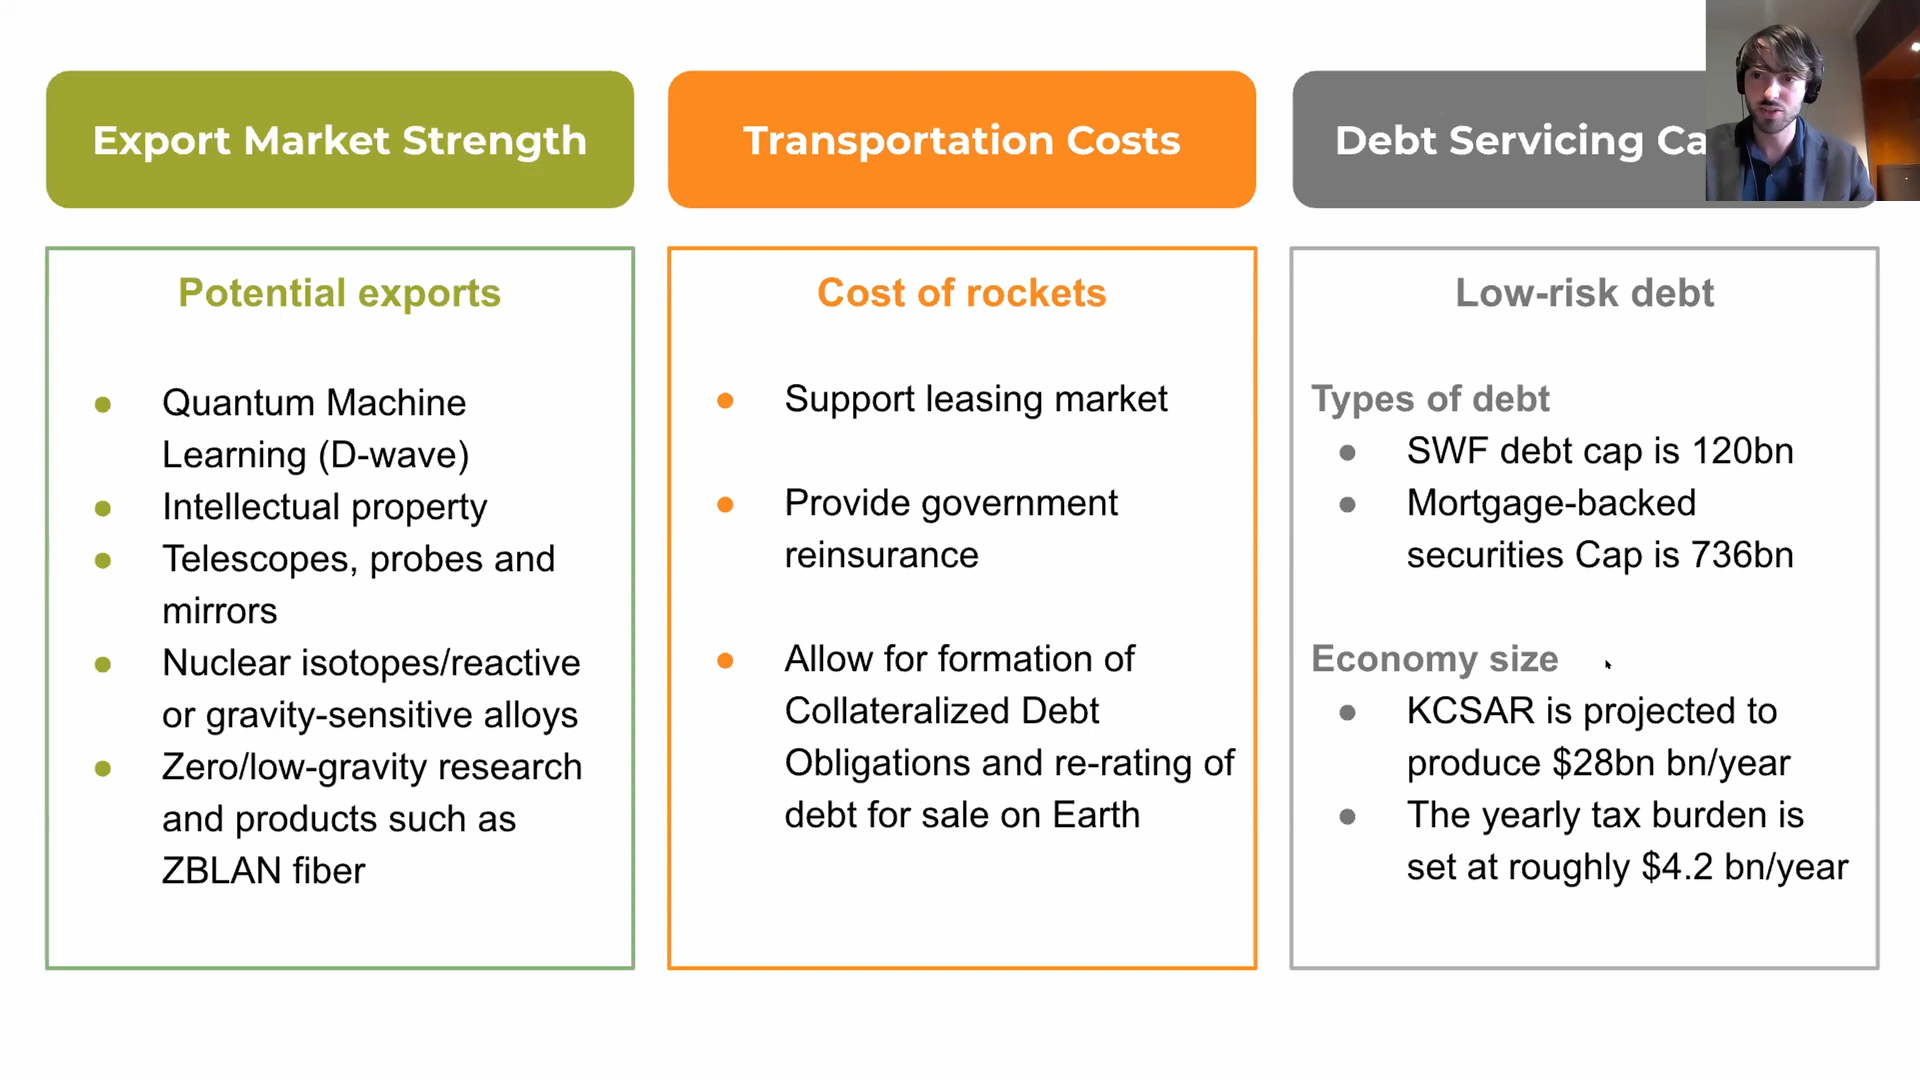 Export Market Strength
Transportation Costs
Debt Servicing
Potential exports
Quantum Machine
Learning (D-wave)
Intellectual property
Telescopes, probes and
mirrors
Nuclear isotopes/reactive
or gravity-sensitive alloys
Zero/low-gravity research
and products such as
ZBLAN fiber
Cost of rockets
Support leasing market
Provide government
reinsurance
Allow for formation of
Collateralized Debt
Obligations and re-rating of
debt for sale on Earth
Low-risk debt
Types of debt
SWF debt cap is 120bn
Mortgage-backed
securities Cap is 736bn
Economy size
KCSAR is projected to
produce $28bn bn/year
The yearly tax burden is
set at roughly $4.2 bn/year